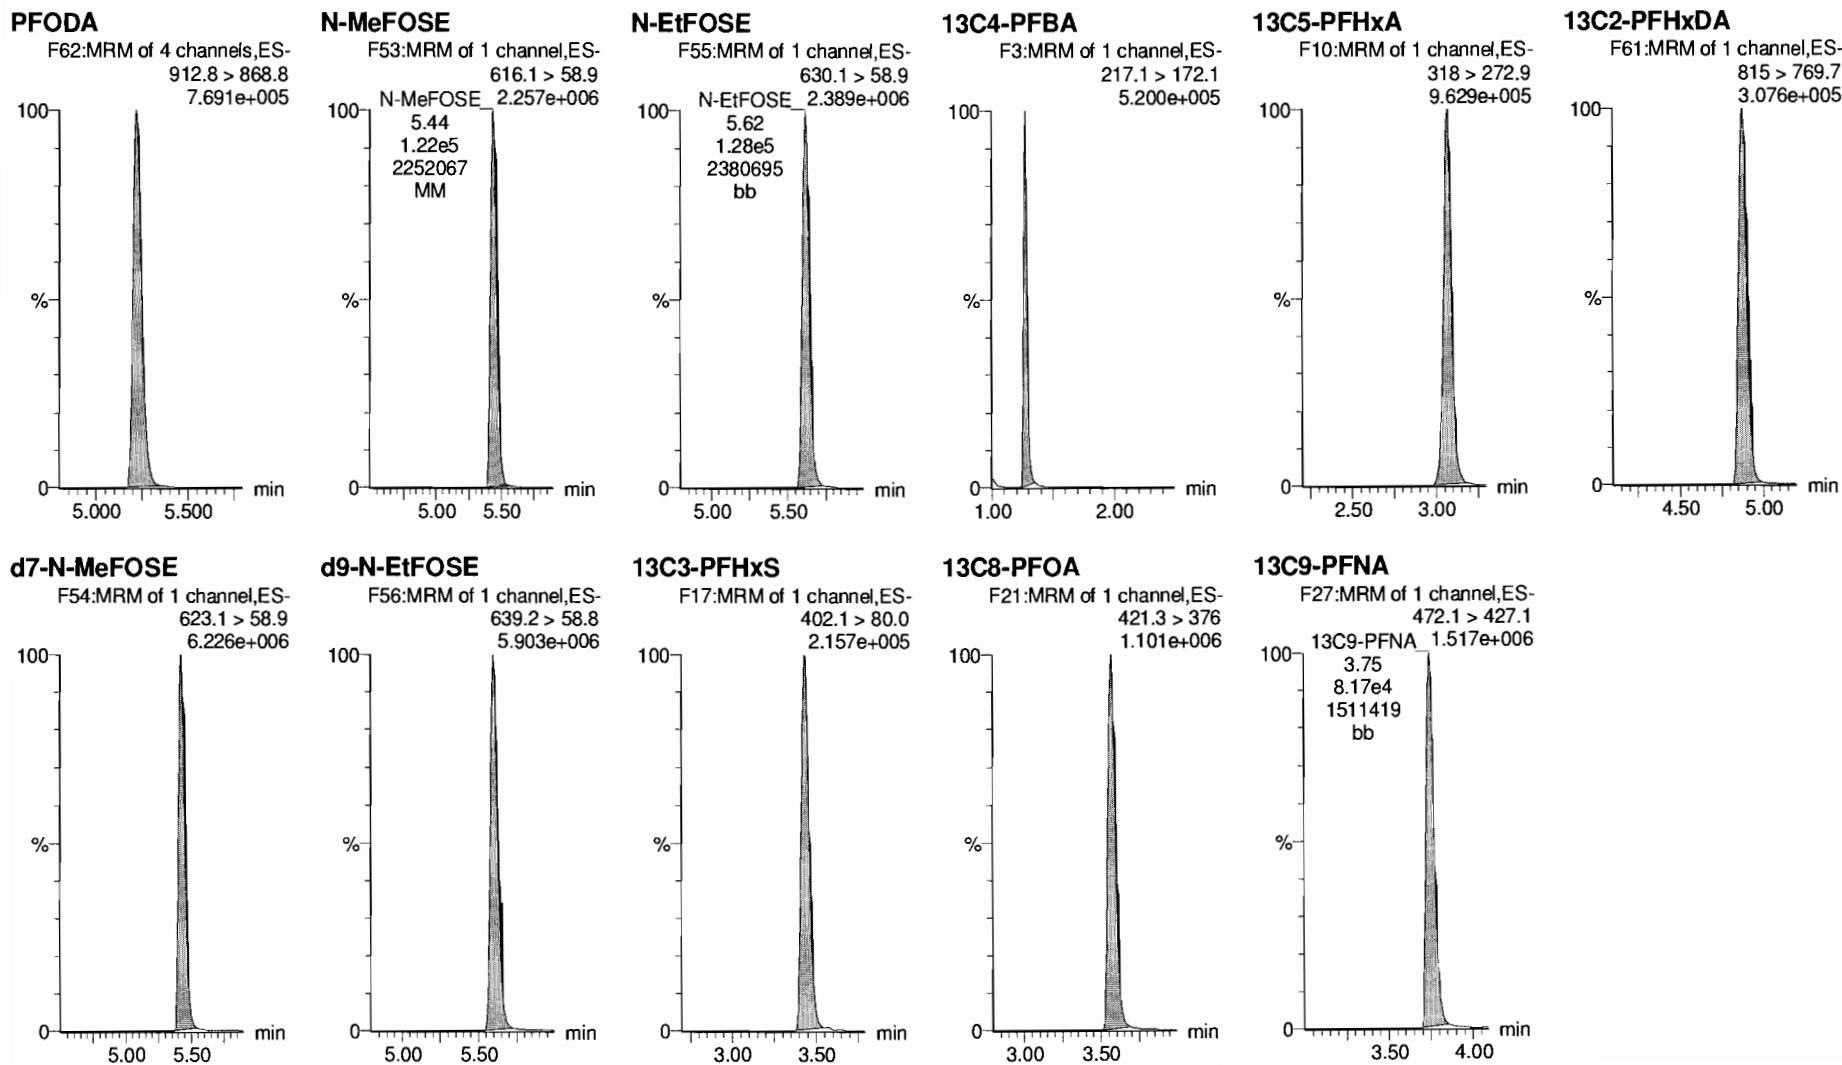 PFODA
F62:MRM of 4 channels,ES-
912.8 > 868.8
7.691e+005
100
%
0
min
5.000 5.500
N-MeFOSE
F53:MRM of 1 channel,ES-
616.1 > 58.9
N-MeFOSE 2.257e+006
100
5.44
1.22e5
2252067
MM
%
0
min
5.00 5.50
N-EtFOSE
F55:MRM of 1 channel,ES-
630.1 > 58.9
N-EtFOSE 2.389e+006
100
5.62
1.28e5
2380695
bb
%
0
min
5.00 5.50
13C4-PFBA
F3:MRM of 1 channel,ES-
217.1 > 172.1
5.200e+005
100
%
0
min
1.00 2.00
13C5-PFHxA
F10:MRM of 1 channel,ES-
318 > 272.9
9.629e+005
100
%
0
min
2.50 3.00
13C2-PFHxDA
F61:MRM of 1 channel,ES-
815 > 769.7
3.076e+005
100
%
0
min
4.50 5.00
d7-N-MeFOSE
F54:MRM of 1 channel,ES-
623.1 > 58.9
6.226e+006
100
%
0
min
5.00 5.50
d9-N-EtFOSE
F56:MRM of 1 channel,ES-
639.2 > 58.8
5.903e+006
100
%
0
min
5.00 5.50
13C3-PFHxS
F17:MRM of 1 channel,ES-
402.1 > 80.0
2.157e+005
100
%
0
min
3.00 3.50
13C8-PFOA
F21:MRM of 1 channel,ES-
421.3 > 376
1.101e+006
100
%
0
min
3.00 3.50
13C9-PFNA
F27:MRM of 1 channel,ES-
472.1 > 427.1
13C9-PFNA 1.517e+006
100
3.75
8.17e4
1511419
bb
%
0
min
3.50 4.00